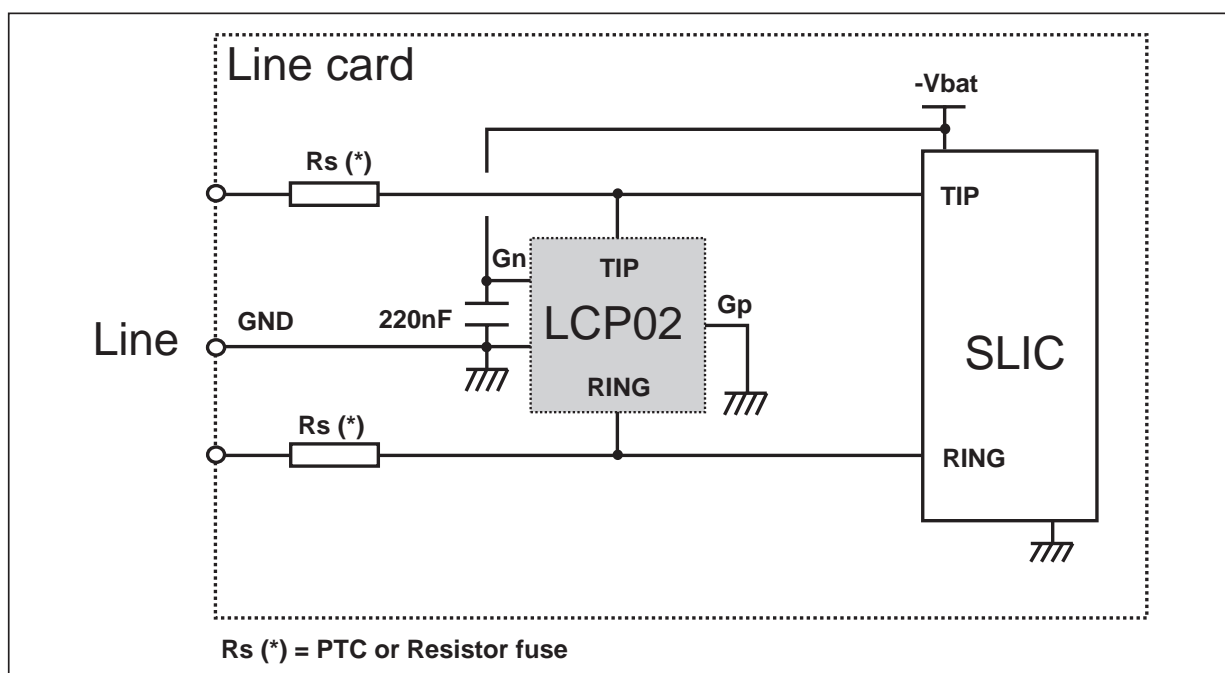 Line card
-Vbat
Rs (*)
TIP
Gn
TIP
Gp
GND
220nF
LCP02
Line
SLIC
RING
Rs (*)
RING
Rs (*) = PTC or Resistor fuse